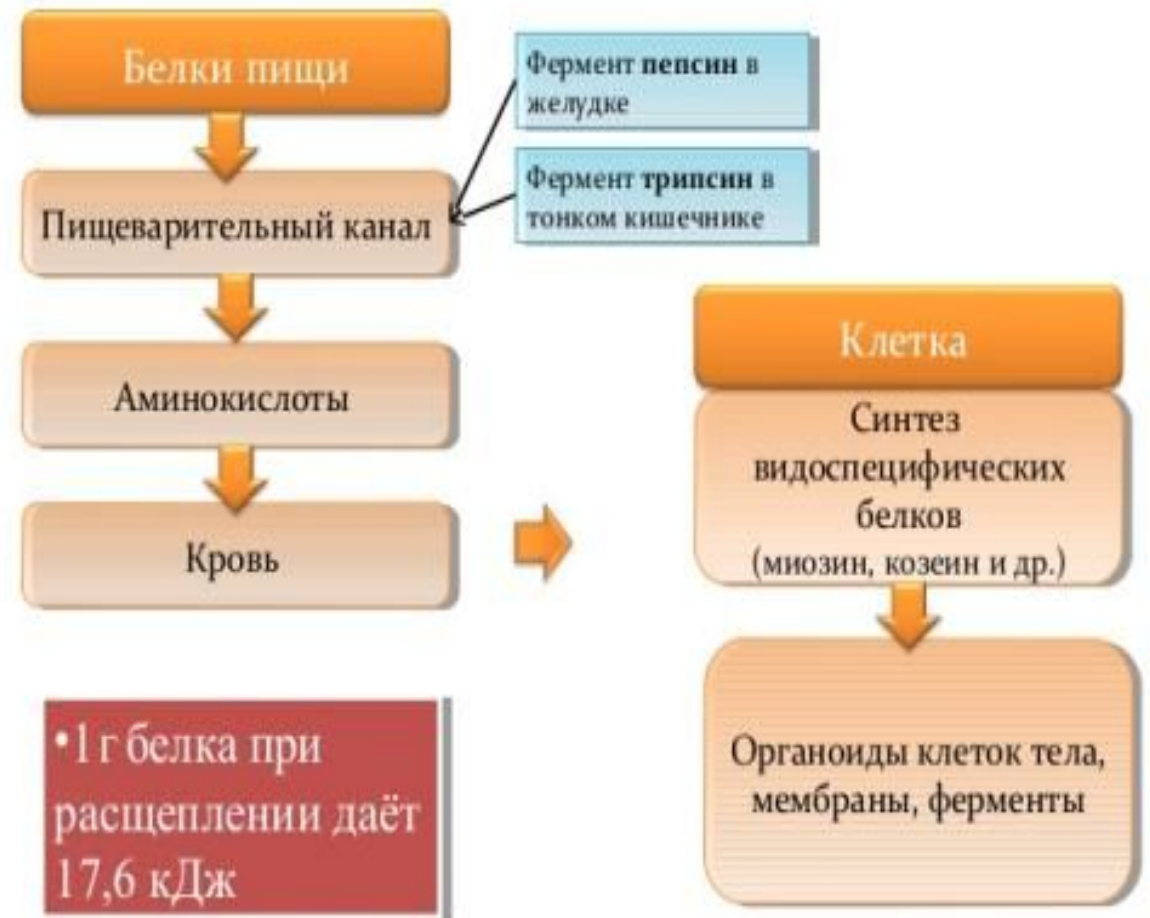 Белки пищи
Фермент пепсин в
желудке
Фермент трипсин в
тонком кишечнике
Пищеварительный канал
Аминокислоты
Кровь
Клетка
Синтез
видоспецифических
белков
(миозин, козеин и др.)
Органоиды клеток тела,
мембраны, ферменты
•1 г белка при
расщеплении даёт
17,6 кДж